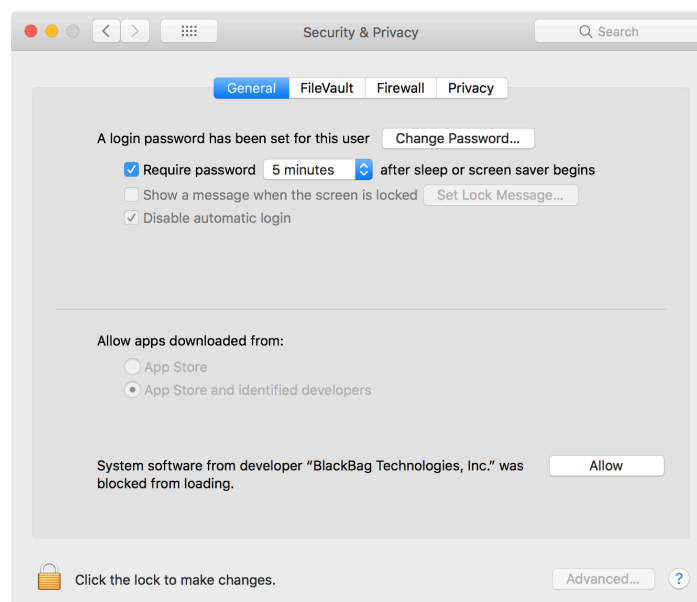 Security & Privacy
Search
General FileVault Firewall Privacy
A login password has been set for this user Change Password...
Require password 5 minutes after sleep or screen saver begins
Show a message when the screen is locked Set Lock Message...
Disable automatic login
Allow apps downloaded from:
App Store
App Store and identified developers
System software from developer “BlackBag Technologies, Inc.” was Allow
blocked from loading.
Click the lock to make changes. Advanced... ?